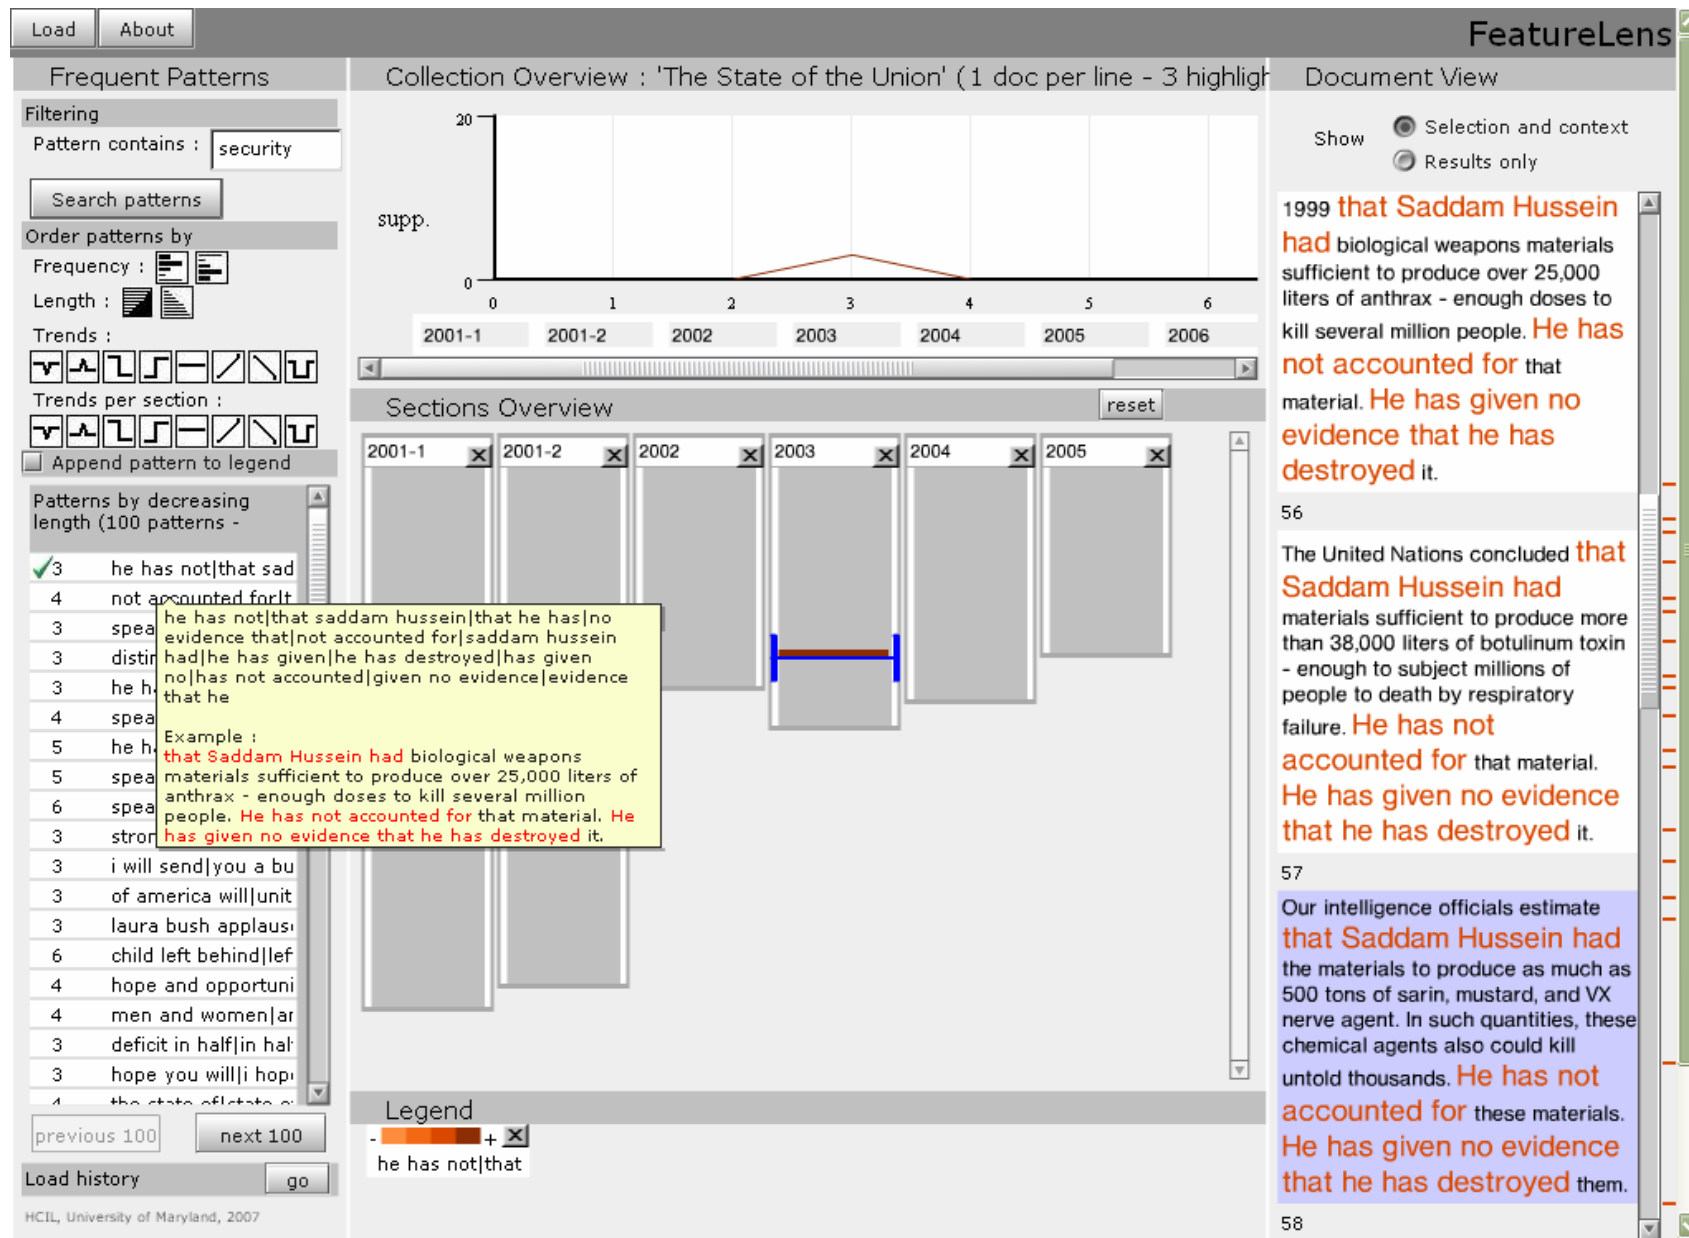 Load About
FeatureLens
Frequent Patterns
Filtering
Pattern contains : security
Search patterns
Order patterns by
Frequency :
Length :
Trends :
Trends per section :
Append pattern to legend
Patterns by decreasing
length (100 patterns -
3 he has not|that sad
4 not accounted for|t
3 spea
3 distin
3 he ha
4 spea
5 he ha
5 spea
6 spea
3 stron
3 i will send|you a bu
3 of america will|unit
3 laura bush applaus
6 child left behind|lef
4 hope and opportuni
4 men and women|ar
3 deficit in half|in hal
3 hope you will|i hop
4 the state of|state o
previous 100 next 100
Load history go
HCIL, University of Maryland, 2007
he has not|that saddam hussein|that he has|no
evidence that|not accounted for|saddam hussein
had|he has given|he has destroyed|has given
no|has not accounted|given no evidence|evidence
that he
Example :
that Saddam Hussein had biological weapons
materials sufficient to produce over 25,000 liters of
anthrax - enough doses to kill several million
people. He has not accounted for that material. He
has given no evidence that he has destroyed it.
Collection Overview : 'The State of the Union' (1 doc per line - 3 highligh
20
supp.
0
0 1 2 3 4 5 6
2001-1 2001-2 2002 2003 2004 2005 2006
Sections Overview reset
2001-1 2001-2 2002 2003 2004 2005
Legend
- +
he has not|that
Document View
Show
Selection and context
Results only
1999 that Saddam Hussein
had biological weapons materials
sufficient to produce over 25,000
liters of anthrax - enough doses to
kill several million people. He has
not accounted for that
material. He has given no
evidence that he has
destroyed it.
56
The United Nations concluded that
Saddam Hussein had
materials sufficient to produce more
than 38,000 liters of botulinum toxin
- enough to subject millions of
people to death by respiratory
failure. He has not
accounted for that material.
He has given no evidence
that he has destroyed it.
57
Our intelligence officials estimate
that Saddam Hussein had
the materials to produce as much as
500 tons of sarin, mustard, and VX
nerve agent. In such quantities, these
chemical agents also could kill
untold thousands. He has not
accounted for these materials.
He has given no evidence
that he has destroyed them.
58